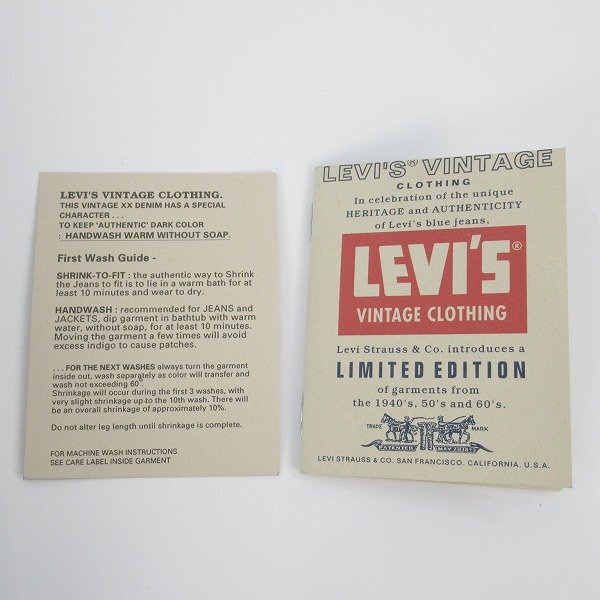 LEVI'S VINTAGE CLOTHING.
THIS VINTAGE XX DENIM HAS A SPECIAL
CHARACTER . . .
TO KEEP 'AUTHENTIC' DARK COLOR
: HANDWASH WARM WITHOUT SOAP.
First Wash Guide -
SHRINK-TO-FIT : the authentic way to Shrink
the Jeans to fit is to lie in a warm bath for at
least 10 minutes and wear to dry.
HANDWASH : recommended for JEANS and
JACKETS, dip garment in bathtub with warm
water, without soap, for at least 10 minutes.
Moving the garment a few times will avoid
excess indigo to cause patches.
. . . FOR THE NEXT WASHES always turn the garment
inside out, wash separately as color will transfer and
wash not exceeding 60°
Shrinkage will occur during the first 3 washes, with
very slight shrinkage up to the 10th wash. There will
be an overall shrinkage of approximately 10%.
Do not alter leg length until shrinkage is complete.
FOR MACHINE WASH INSTRUCTIONS
SEE CARE LABEL INSIDE GARMENT
LEVI'S® VINTAGE
CLOTHING
In celebration of the unique
HERITAGE and AUTHENTICITY
of Levi's blue jeans.
LEVI'S®
VINTAGE CLOTHING
Levi Strauss & Co. introduces a
LIMITED EDITION
of garments from
the 1940's, 50's and 60's.
TRADE MARK
LEVI STRAUSS & CO. SAN FRANCISCO. CALIFORNIA. U.S.A.